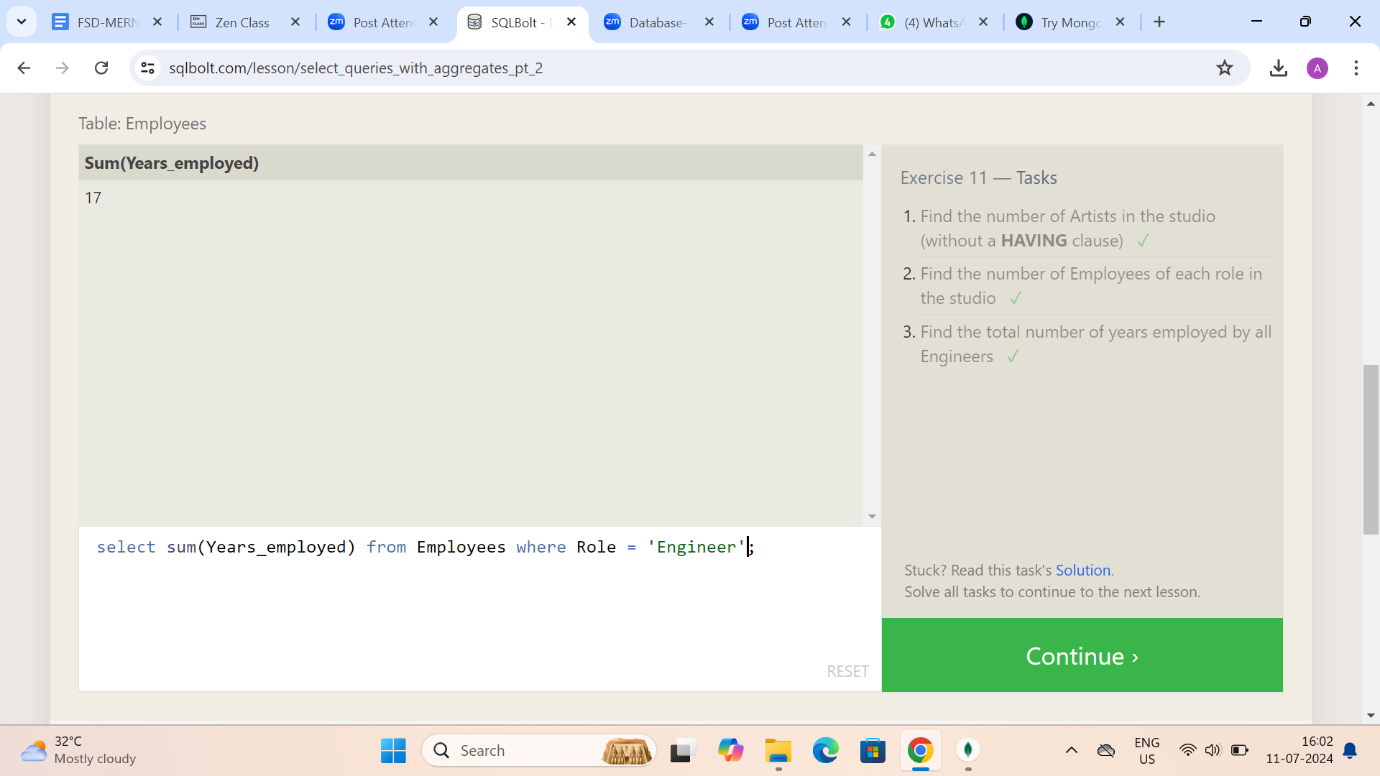 FSD-MERN
Zen Class
Post Atten
SQLBolt -
Database-
Post Atten
(4) WhatsA
Try Mongo
sqlbolt.com/lesson/select_queries_with_aggregates_pt_2
A
Table: Employees
Sum(Years_employed)
17
Exercise 11 — Tasks
1. Find the number of Artists in the studio
(without a HAVING clause) ✓
2. Find the number of Employees of each role in
the studio ✓
3. Find the total number of years employed by all
Engineers ✓
select sum(Years_employed) from Employees where Role = 'Engineer';
RESET
Stuck? Read this task's Solution.
Solve all tasks to continue to the next lesson.
Continue ›
32°C
Mostly cloudy
Search
ENG
US
16:02
11-07-2024